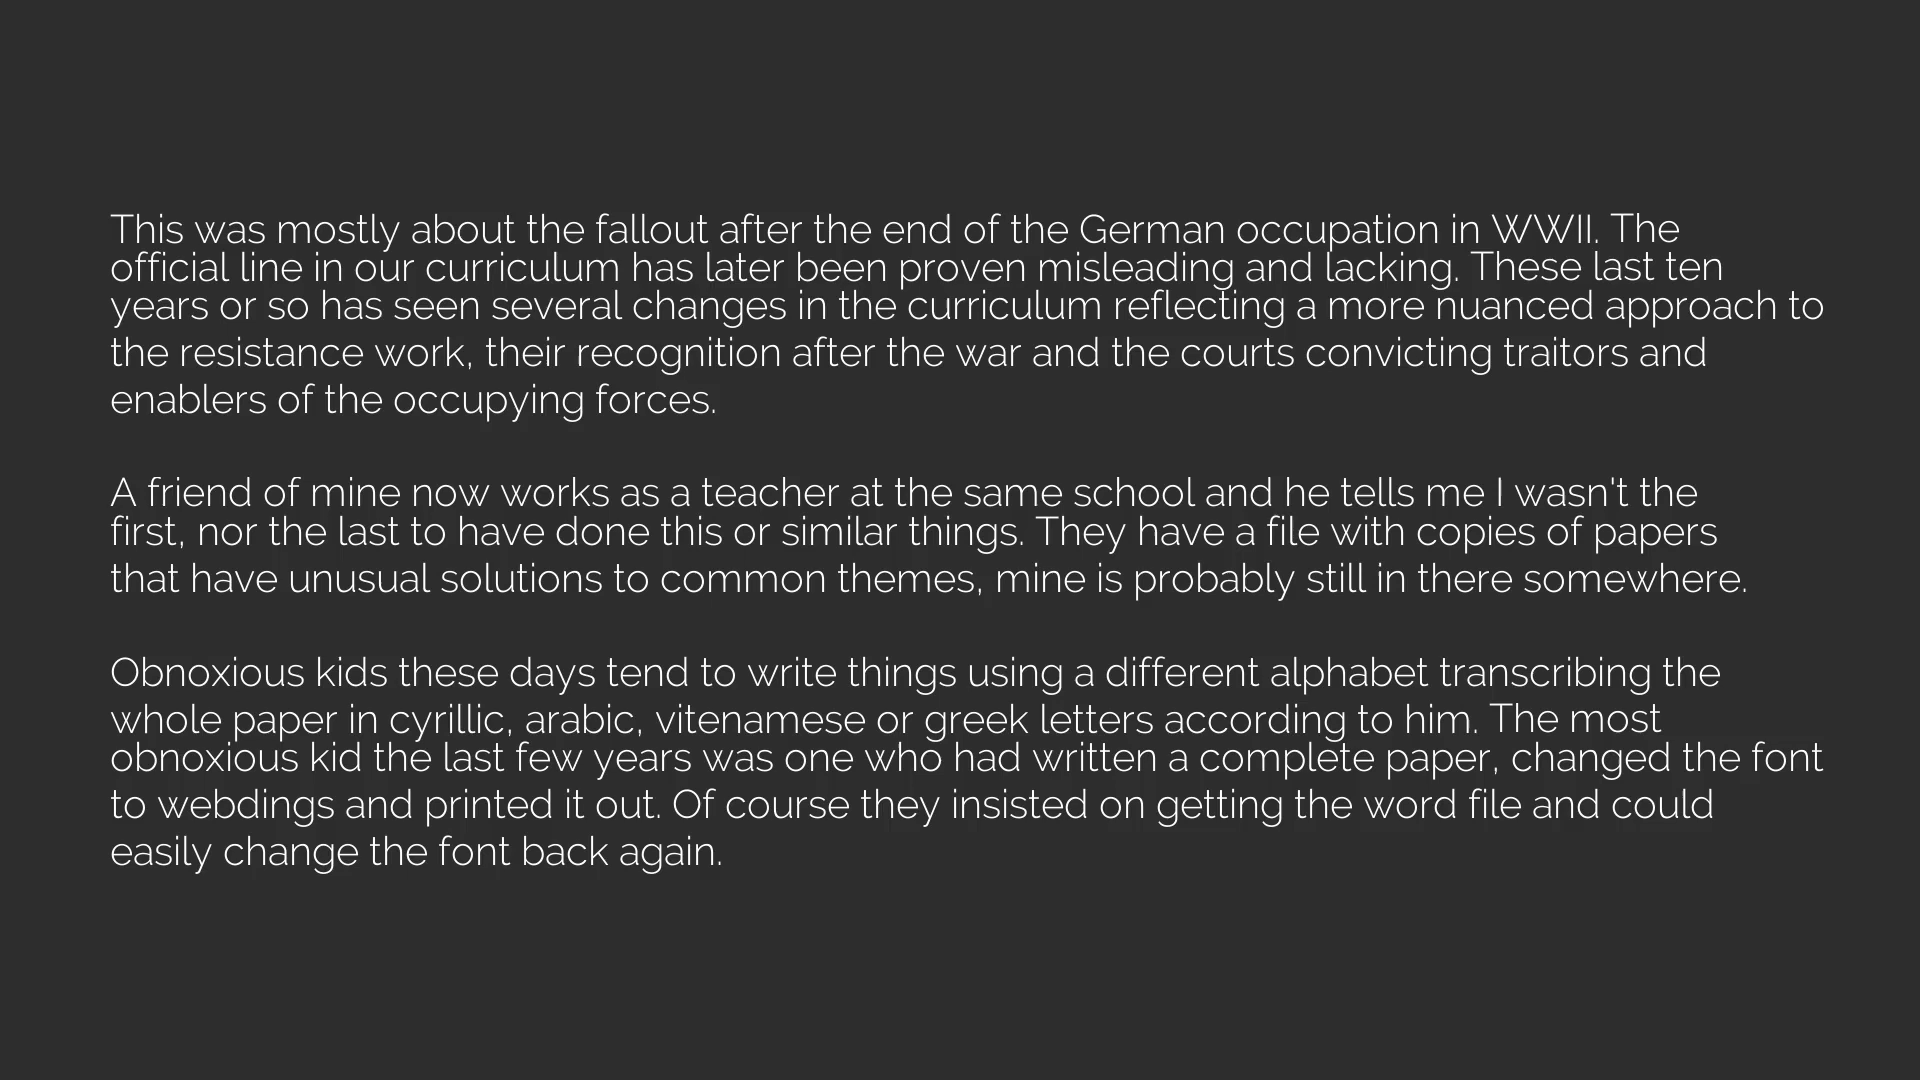 This was mostly about the fallout after the end of the German occupation in WWII. The
official line in our curriculum has later been proven misleading and lacking. These last ten
years or so has seen several changes in the curriculum reflecting a more nuanced approach to
the resistance work, their recognition after the war and the courts convicting traitors and
enablers of the occupying forces.
A friend of mine now works as a teacher at the same school and he tells me I wasn't the
first, nor the last to have done this or similar things. They have a file with copies of papers
that have unusual solutions to common themes, mine is probably still in there somewhere.
Obnoxious kids these days tend to write things using a different alphabet transcribing the
whole paper in cyrillic, arabic, vitenamese or greek letters according to him. The most
obnoxious kid the last few years was one who had written a complete paper, changed the font
to webdings and printed it out. Of course they insisted on getting the word file and could
easily change the font back again.